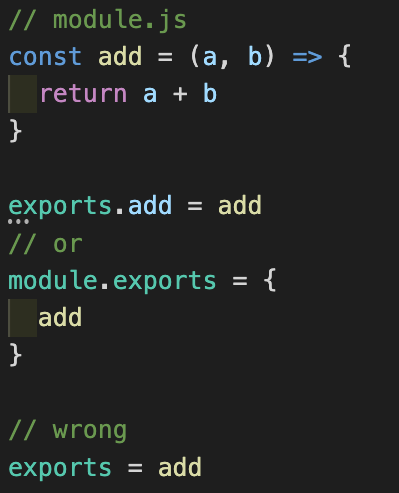 // module.js
const add = (a, b) => {
  return a + b
}
exports.add = add
// or
module.exports = {
  add
}
// wrong
exports = add